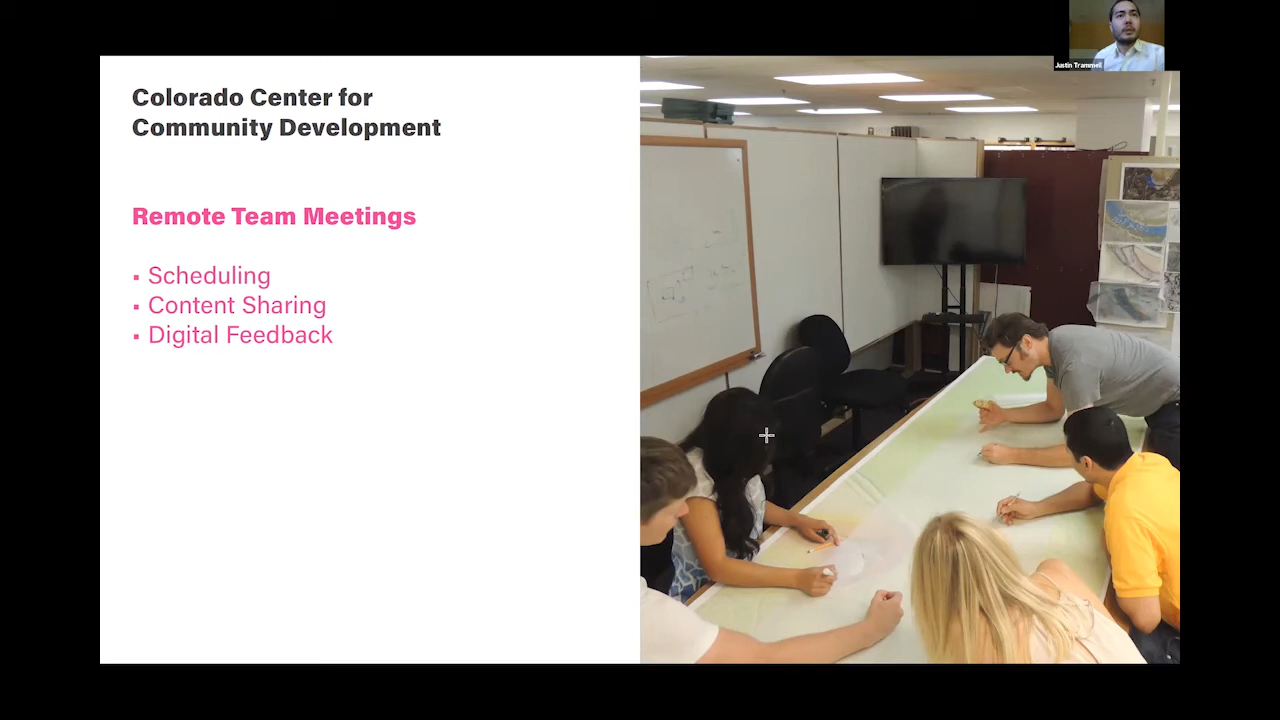 Colorado Center for
Community Development
Remote Team Meetings
▪ Scheduling
▪ Content Sharing
▪ Digital Feedback
Justin Trammell